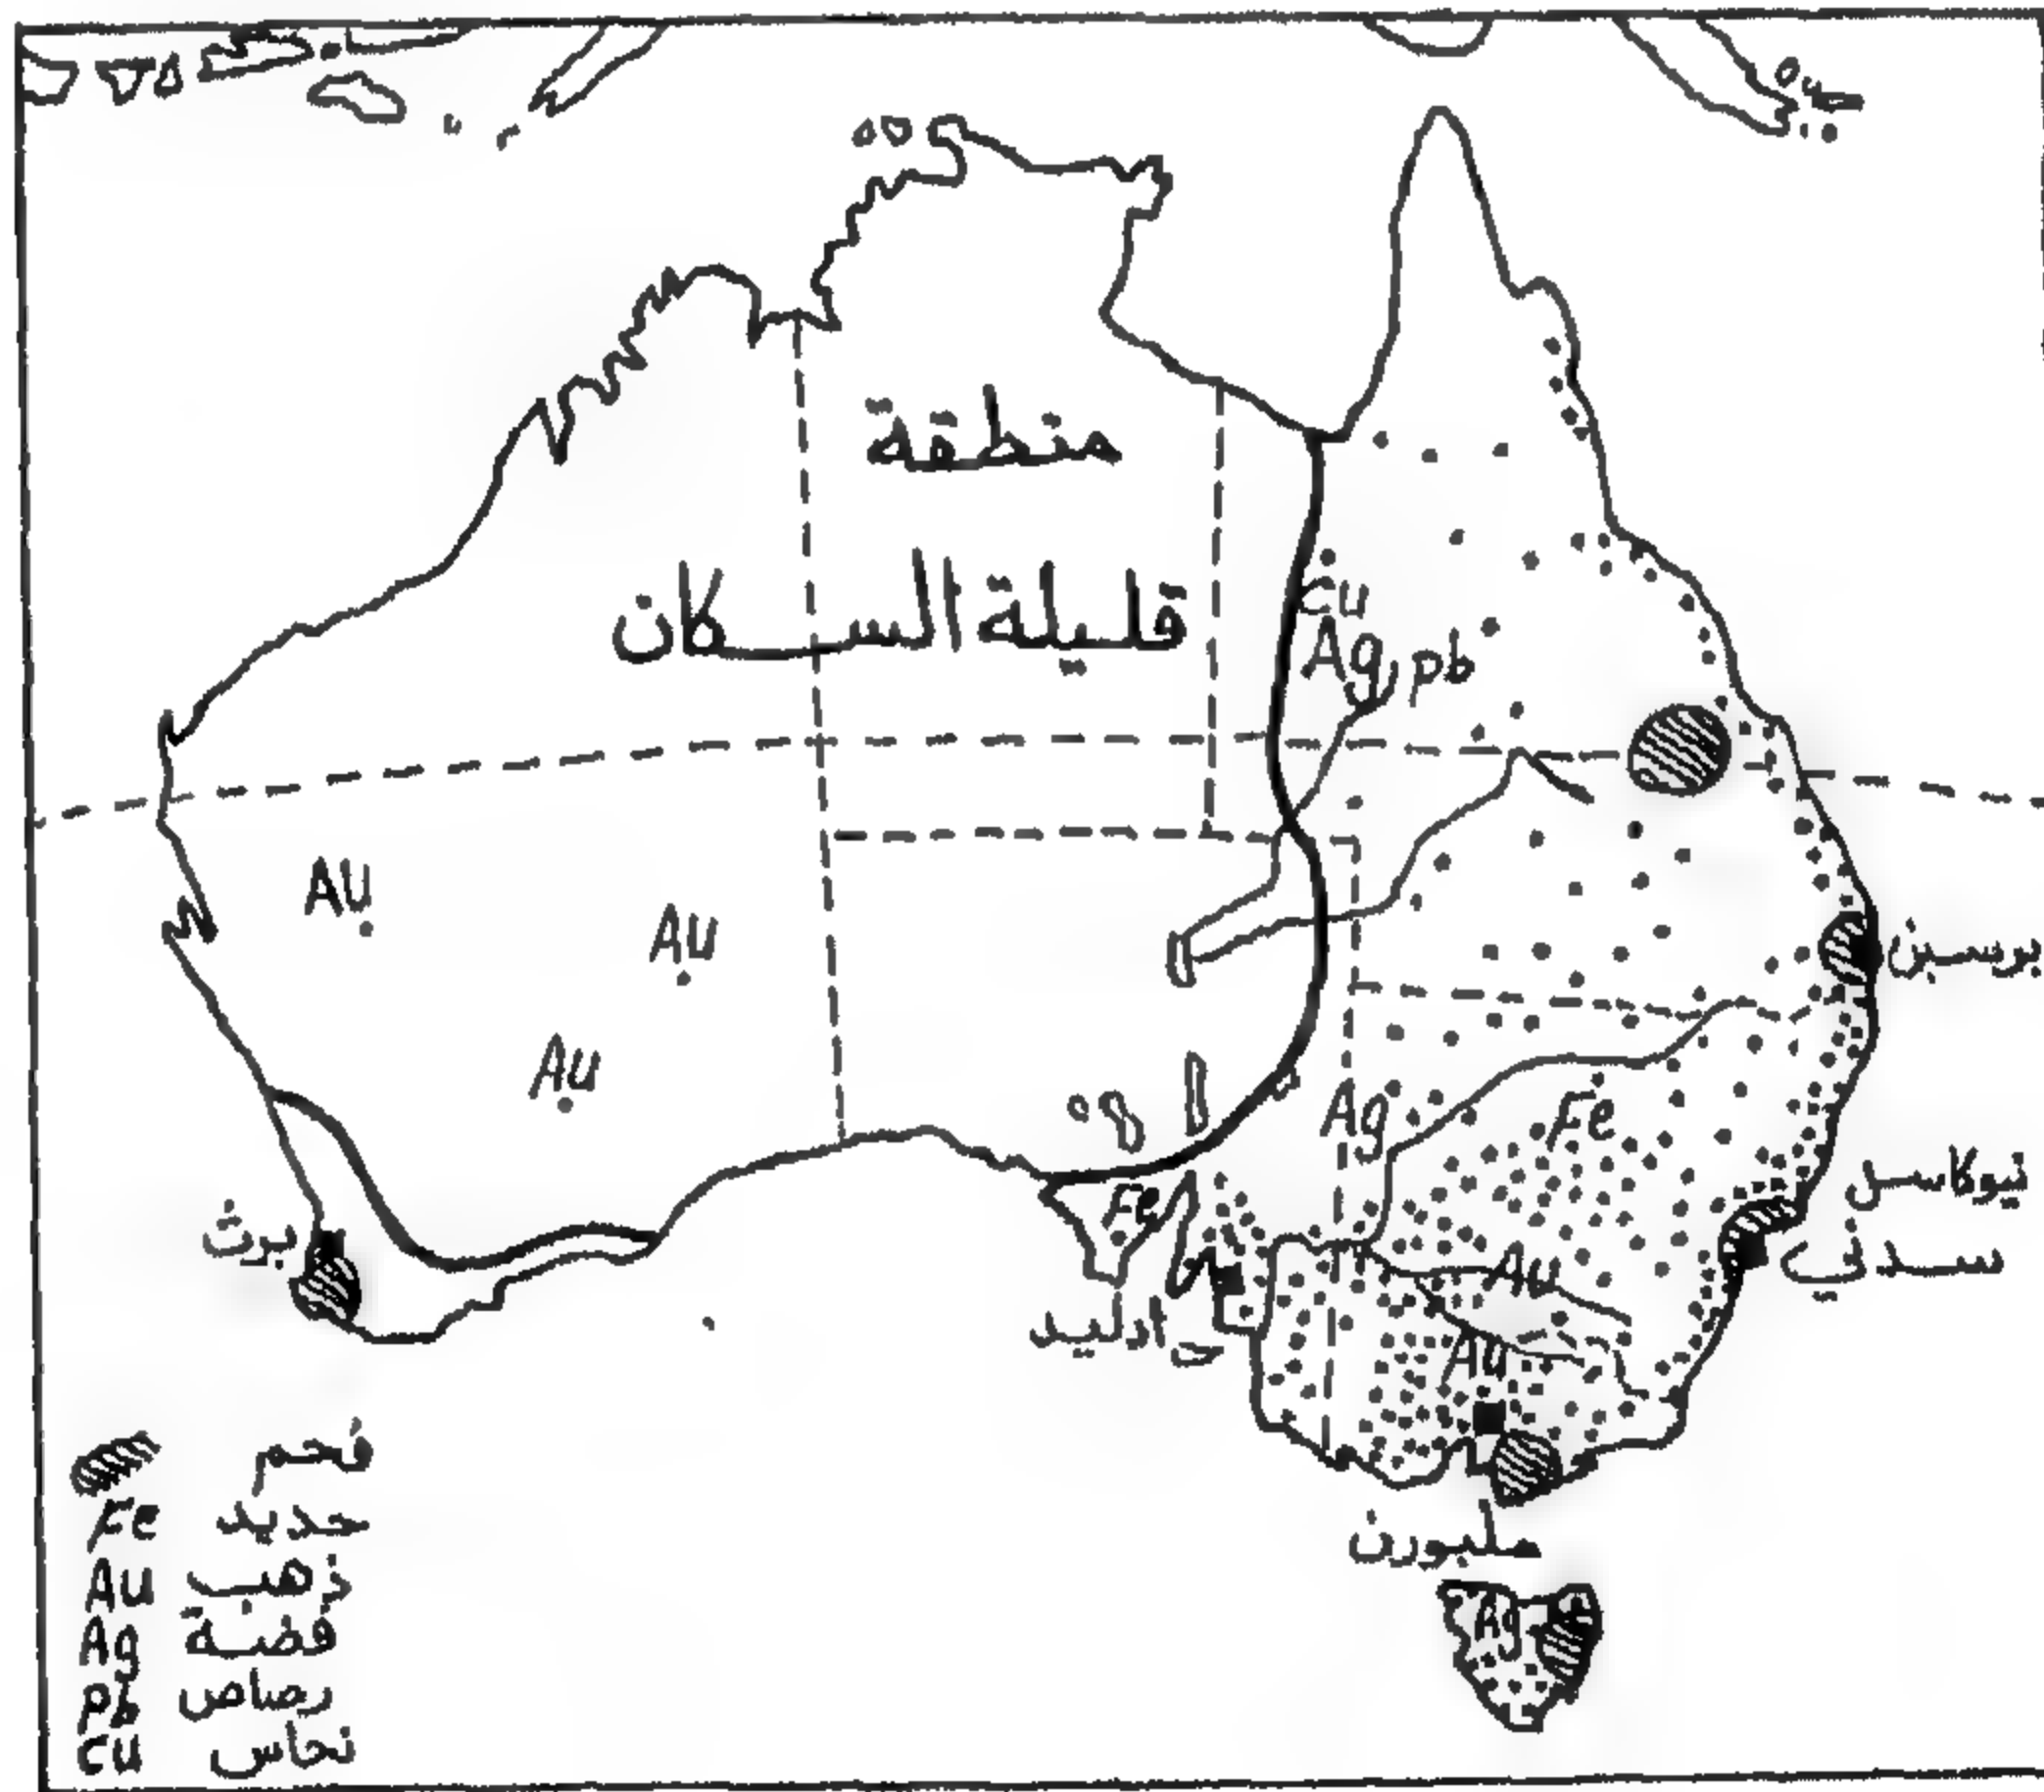 منطقة
قليلة السكان
Cu
Ag, pb
AU
Au
Au
برسبن
Ag
Fe
نيوكاسل
سدني
برث
Fe
Au
ادليد
Au
ملبورن
Ag
فحم
Fe حديد
Au ذهب
Ag فضة
Pb رصاص
Cu نحاس